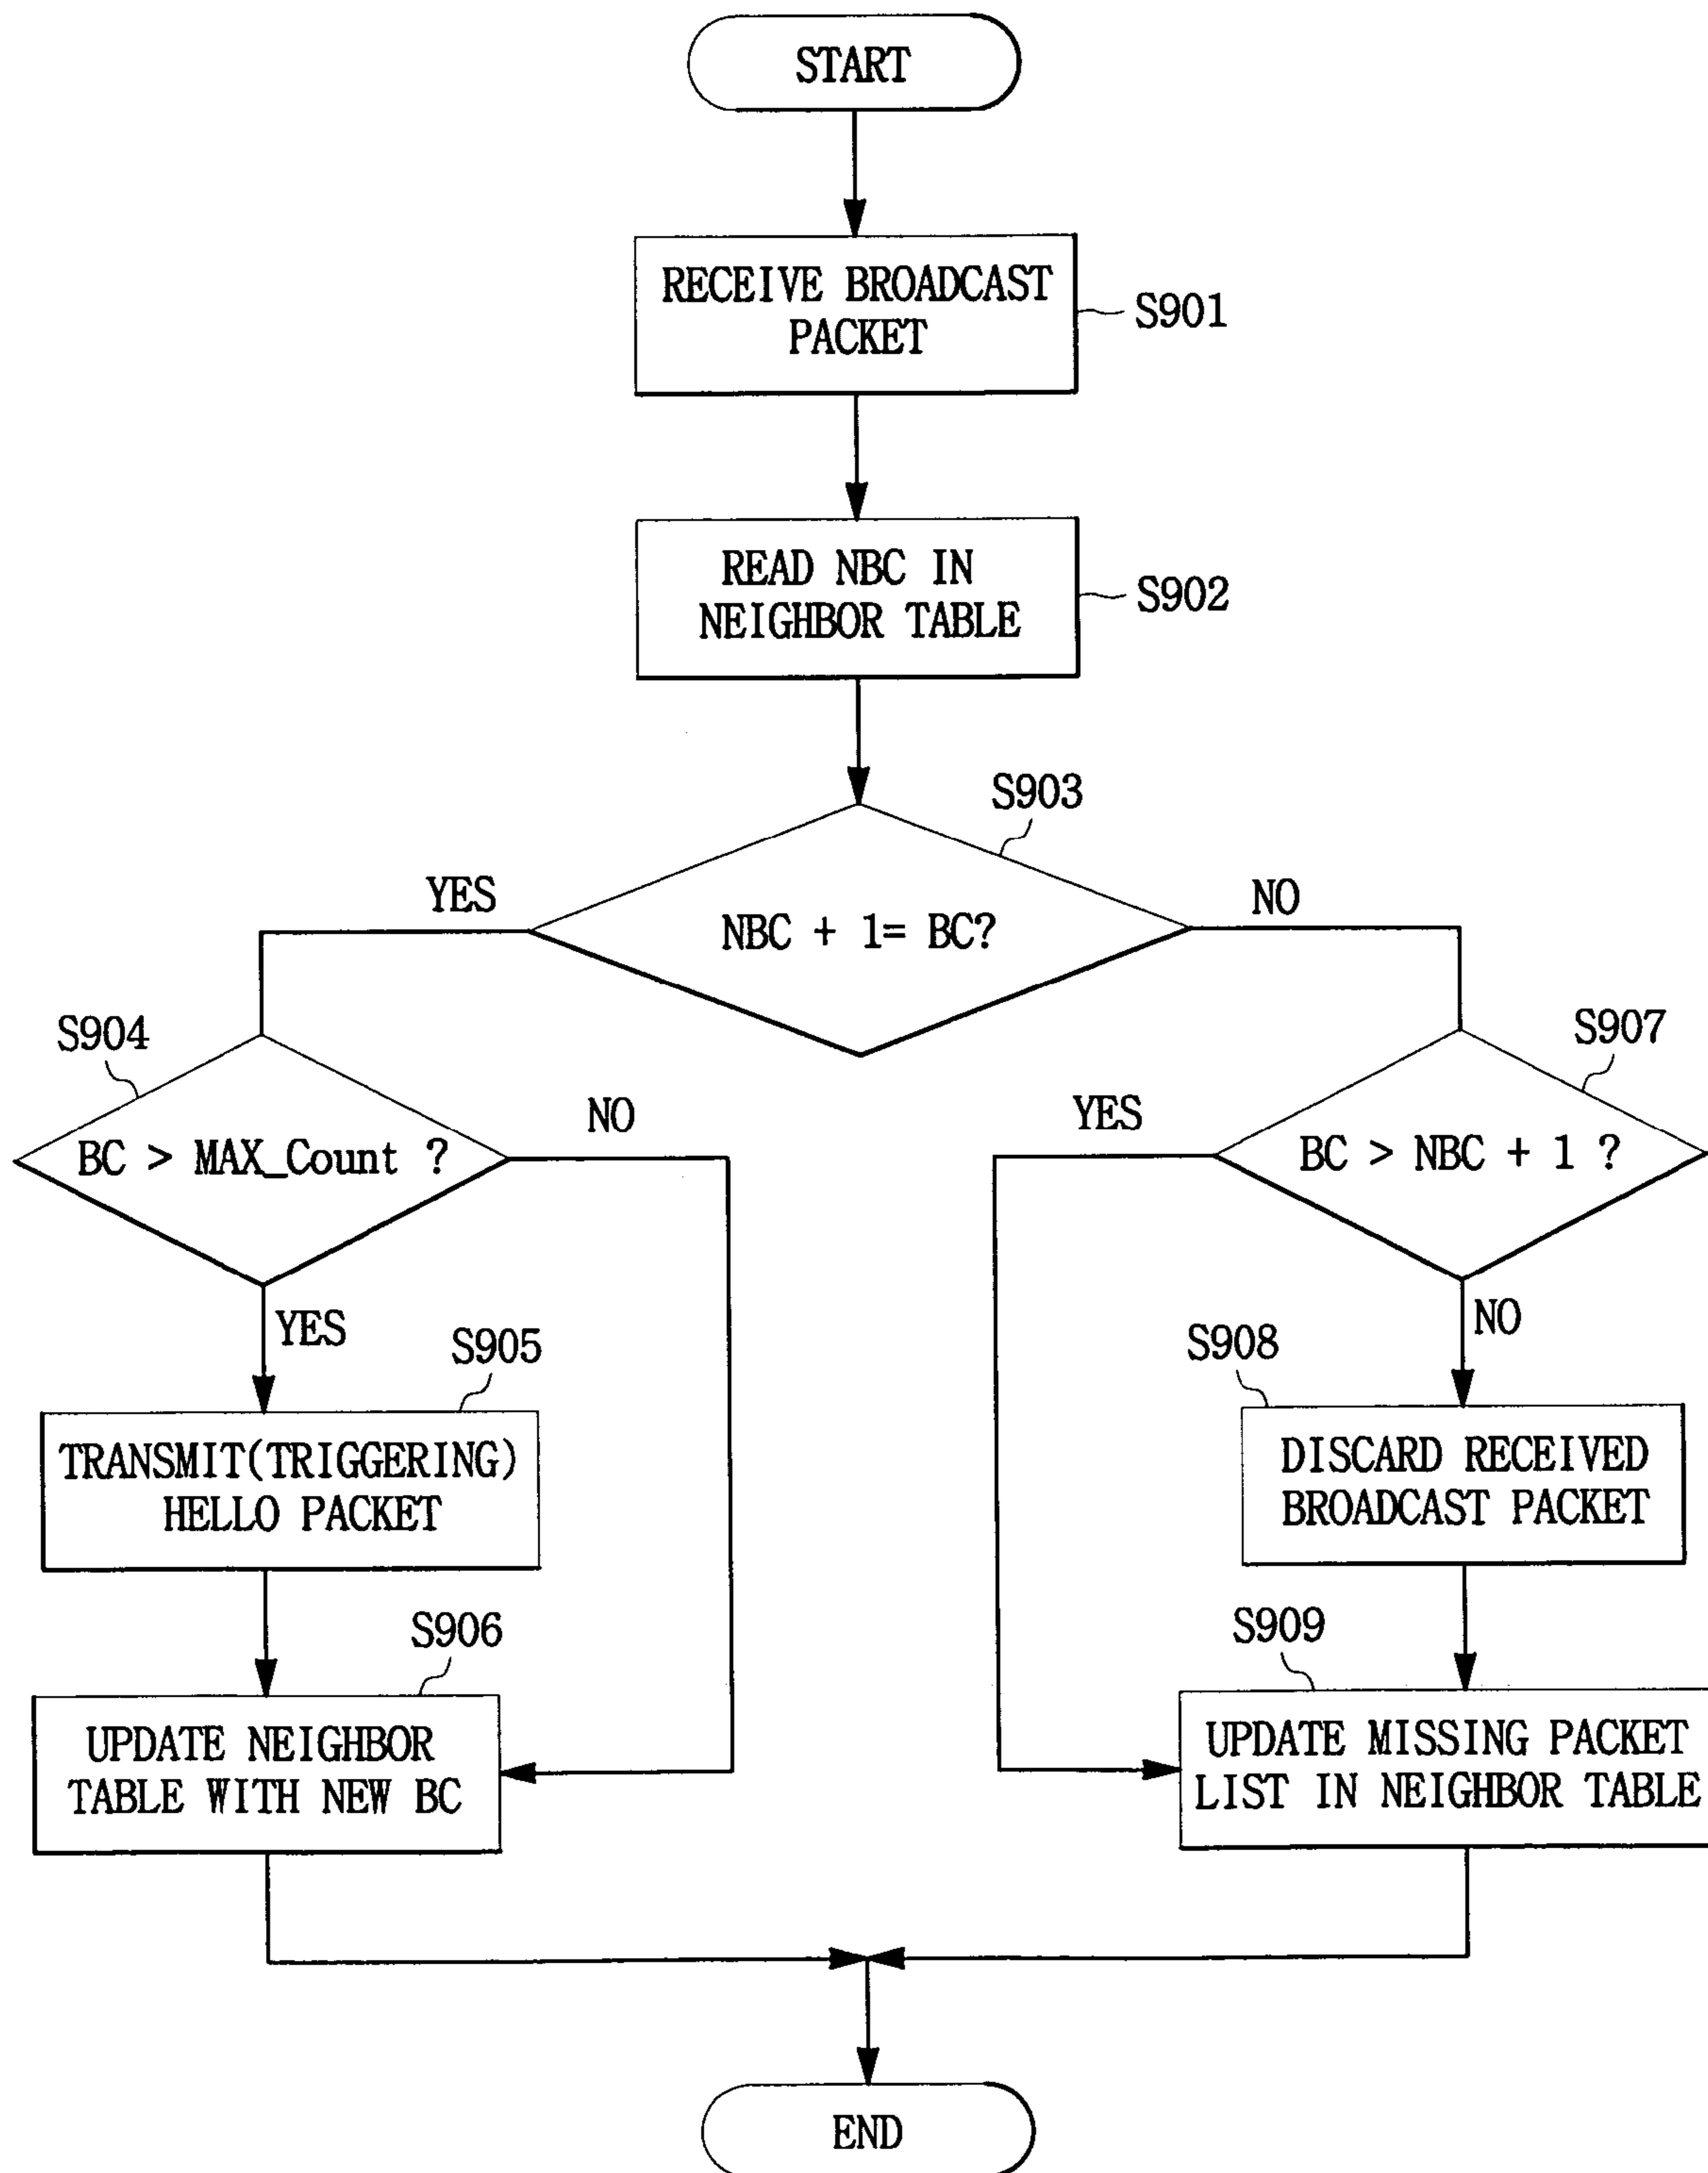 START
RECEIVE BROADCAST
PACKET
S901
READ NBC IN
NEIGHBOR TABLE
S902
S903
YES
NBC + 1= BC?
NO
S904
BC > MAX_Count ?
NO
S907
YES
BC > NBC + 1 ?
YES
S905
TRANSMIT(TRIGGERING)
HELLO PACKET
NO
S908
DISCARD RECEIVED
BROADCAST PACKET
S906
UPDATE NEIGHBOR
TABLE WITH NEW BC
S909
UPDATE MISSING PACKET
LIST IN NEIGHBOR TABLE
END